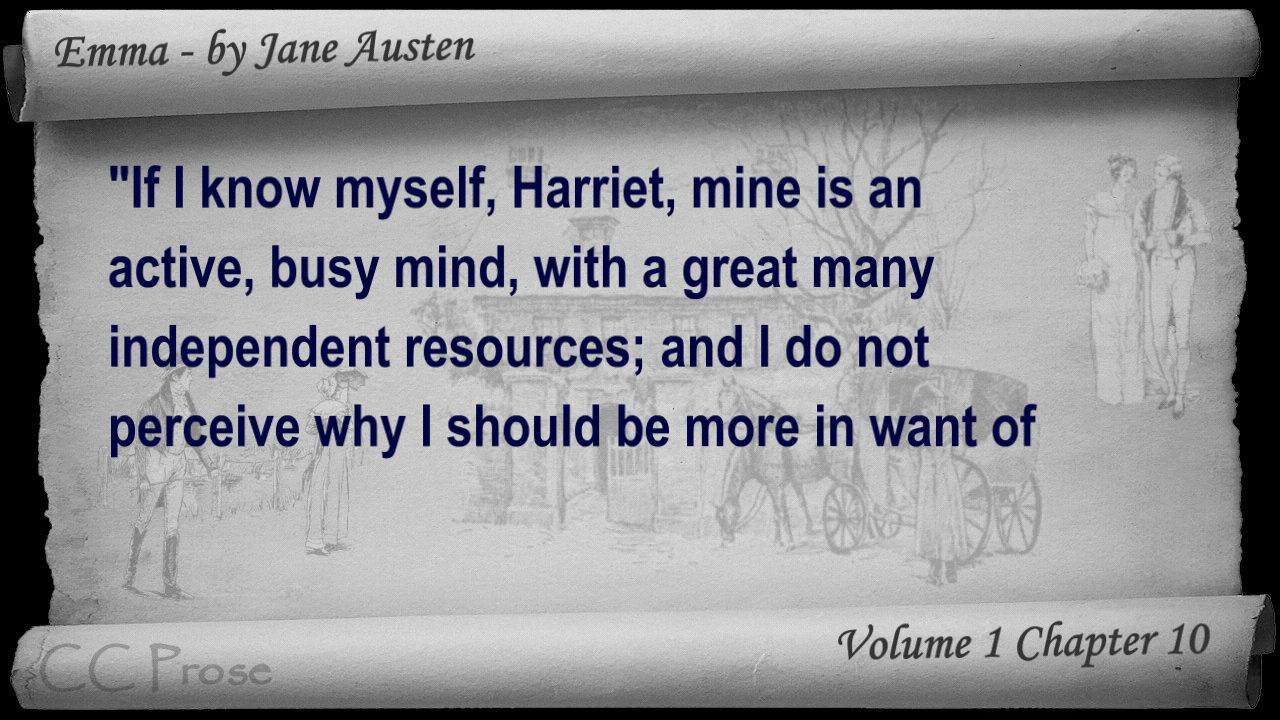 Emma - by Jane Austen
"If I know myself, Harriet, mine is an
active, busy mind, with a great many
independent resources; and I do not
perceive why I should be more in want of
Volume 1 Chapter 10
CC Prose